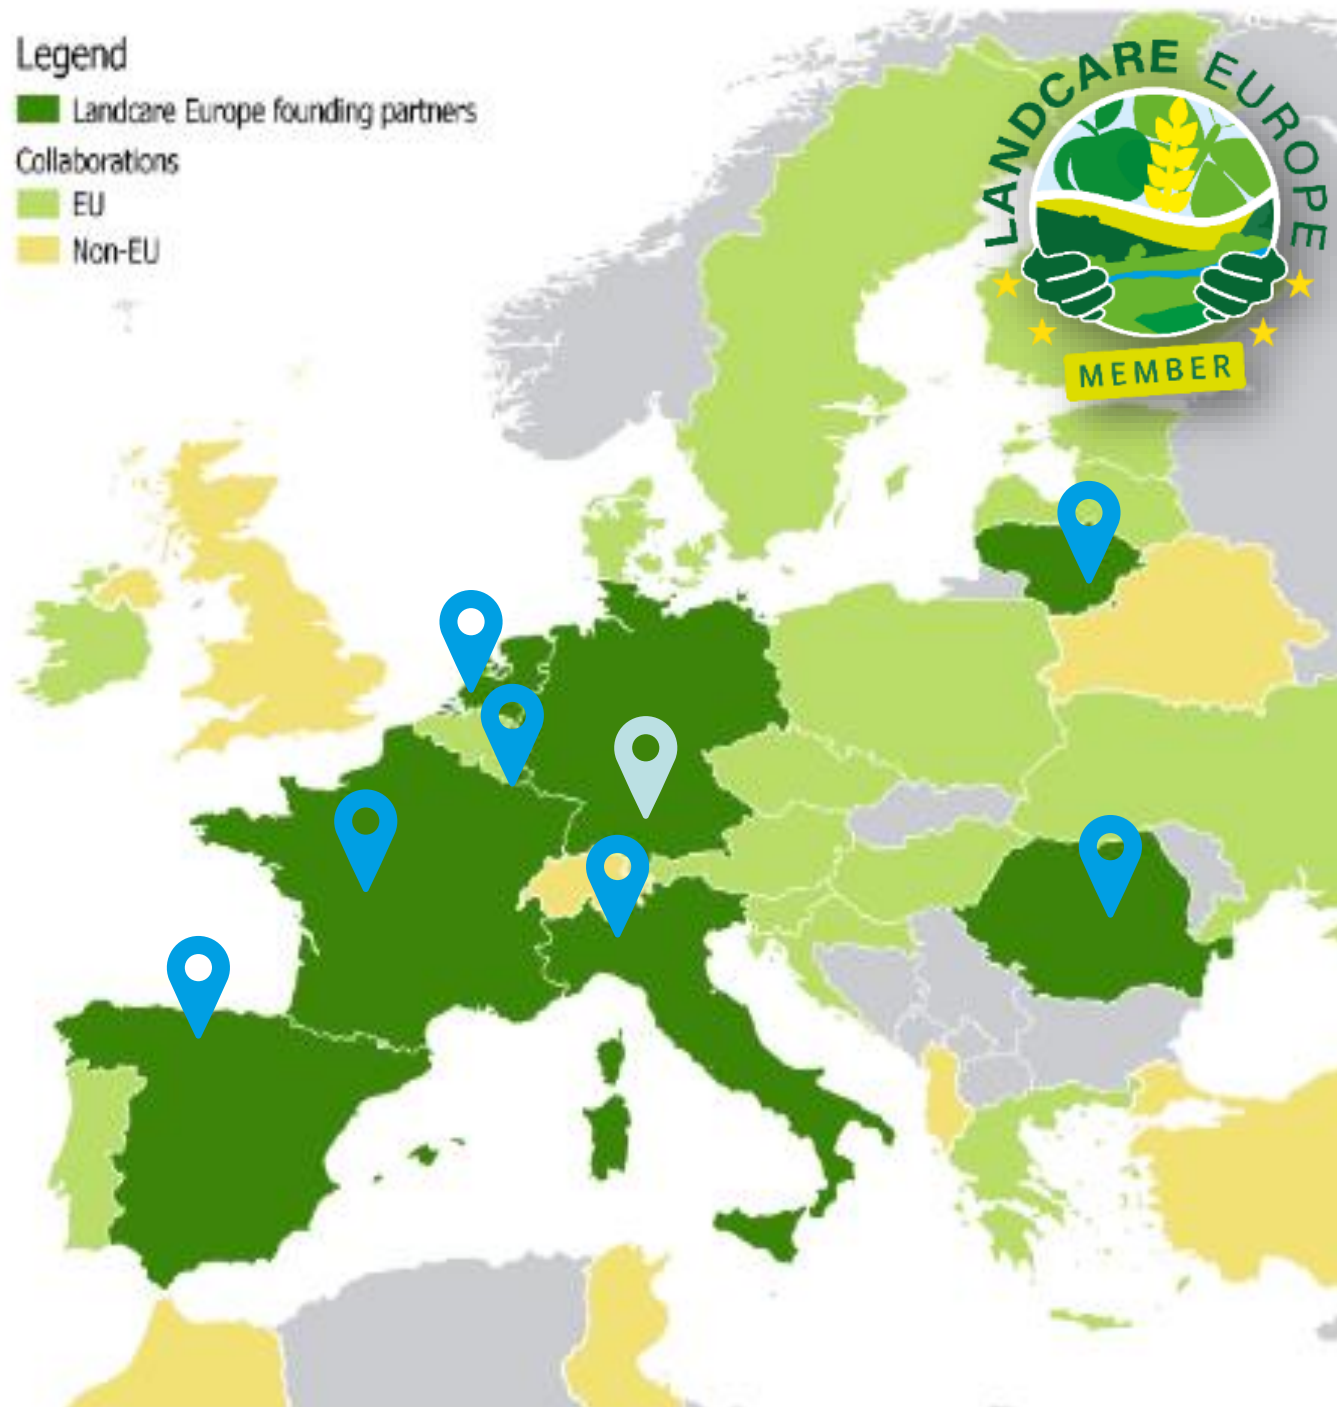 Legend
Landcare Europe founding partners
Collaborations
EU
Non-EU
LANDCARE EUROPE
MEMBER